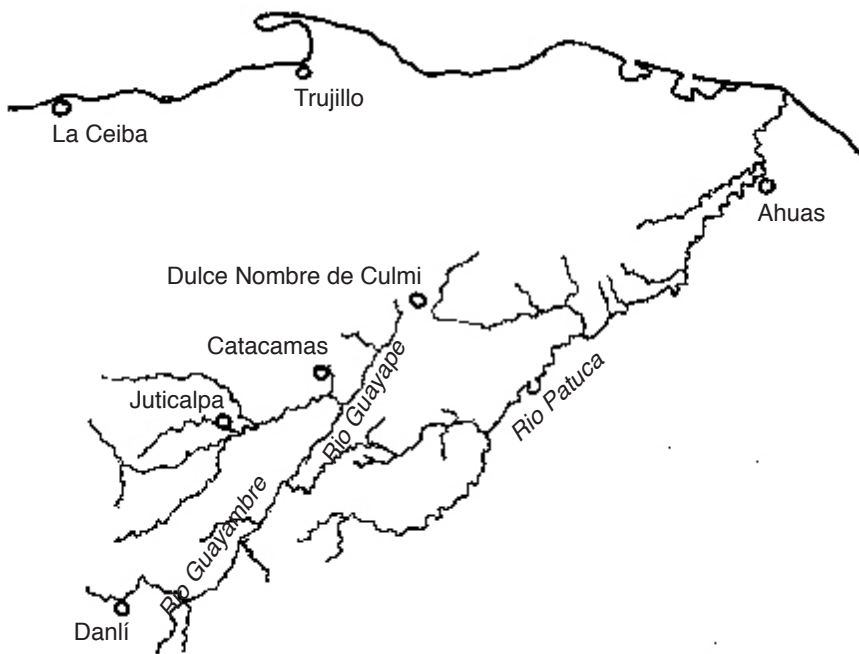 Trujillo
La Ceiba
Ahuas
Dulce Nombre de Culmi
Catacamas
Juticalpa
Rio Guayape
Rio Patuca
Rio Guayambre
Danlí